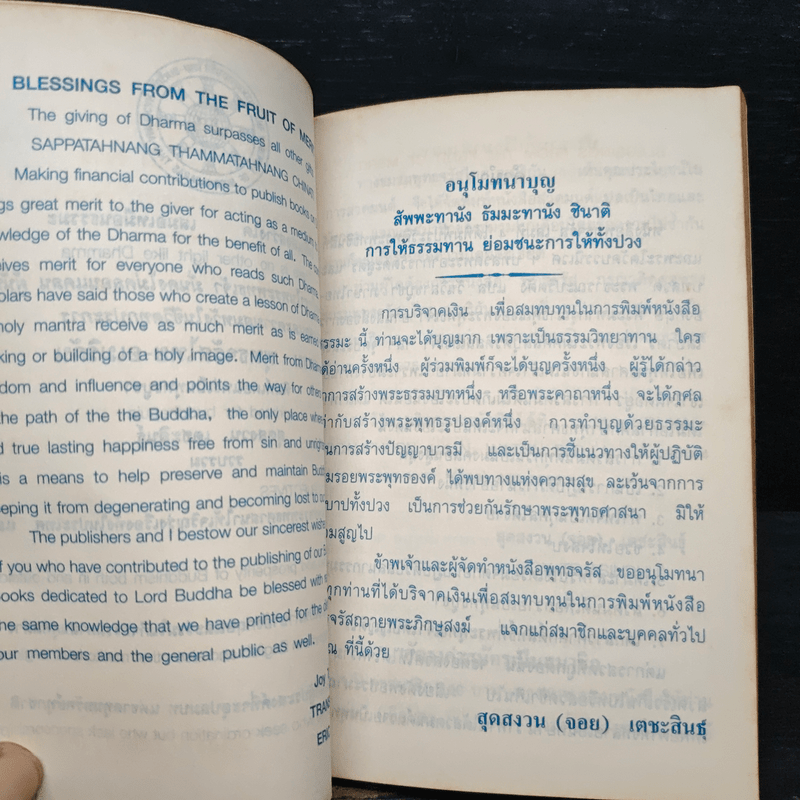 BLESSINGS FROM THE FRUIT OF MERI
The giving of Dharma surpasses all other
SAPPATAHNANG THAMMATAHNANG CHINAT
Making financial contributions to publish books on
gs great merit to the giver for acting as a medium
wledge of the Dharma for the benefit of all. The
ives merit for everyone who reads such Dharma
olars have said those who create a lesson of Dharm
holy mantra receive as much merit as is earned
king or building of a holy image. Merit from Dharm
dom and influence and points the way for others
the path of the the Buddha, the only place where
d true lasting happiness free from sin and
is a means to help preserve and maintain Budd
eping it from degenerating and becoming lost to
The publishers and I bestow our sincerest wishes
f you who have contributed to the publishing of our
ooks dedicated to Lord Buddha be blessed with
ne same knowledge that we have printed for the
our members and the general public as well.
Joy
TRANS
ERIC
อนุโมทนาบุญ
สัพพะทานัง ธัมมะทานัง ชินาติ
การให้ธรรมทาน ย่อมชนะการให้ทั้งปวง
การบริจาคเงิน เพื่อสมทบทุนในการพิมพ์หนังสือ
ธรรมะ นี้ ท่านจะได้บุญมาก เพราะเป็นธรรมวิทยาทาน ใคร
ได้อ่านครั้งหนึ่ง ผู้ร่วมพิมพ์ก็จะได้บุญครั้งหนึ่ง ผู้รู้ได้กล่าว
าการสร้างพระธรรมบทหนึ่ง หรือพระคาถาหนึ่ง จะได้กุศล
ท่ากับสร้างพระพุทธรูปองค์หนึ่ง การทำบุญด้วยธรรมะ
็นการสร้างปัญญาบารมี และเป็นการชี้แนวทางให้ผู้ปฏิบัติ
ามรอยพระพุทธองค์ ได้พบทางแห่งความสุข ละเว้นจากการ
บาปทั้งปวง เป็นการช่วยกันรักษาพระพุทธศาสนา มิให้
อมสูญไป
ข้าพเจ้าและผู้จัดทำหนังสือพุทธจรัส ขออนุโมทนา
ทุกท่านที่ได้บริจาคเงินเพื่อสมทบทุนในการพิมพ์หนังสือ
จรัสถวายพระภิกษุสงฆ์ แจกแก่สมาชิกและบุคคลทั่วไป
ณ ที่นี้ด้วย
สุดสงวน (จอย) เตชะสินธุ์